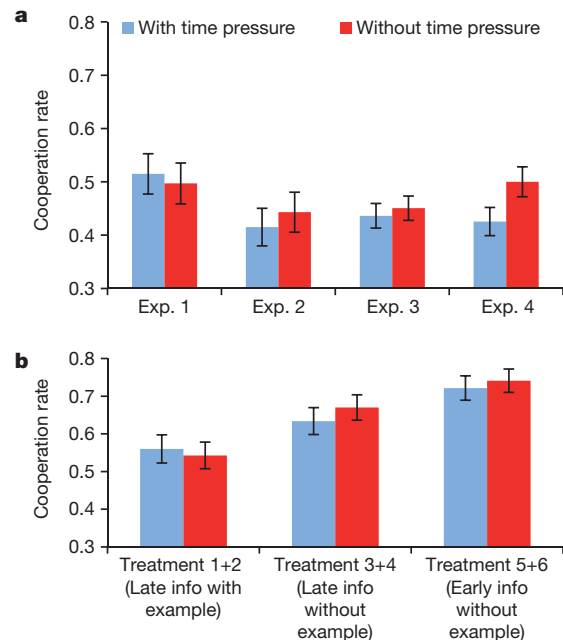 a
0.8
With time pressure
Without time pressure
0.7
0.6
0.5
0.4
0.3
Cooperation rate
Exp. 1
Exp. 2
Exp. 3
Exp. 4
b
0.8
0.7
0.6
0.5
0.4
0.3
Cooperation rate
Treatment 1+2
(Late info with
example)
Treatment 3+4
(Late info
without
example)
Treatment 5+6
(Early info
without
example)